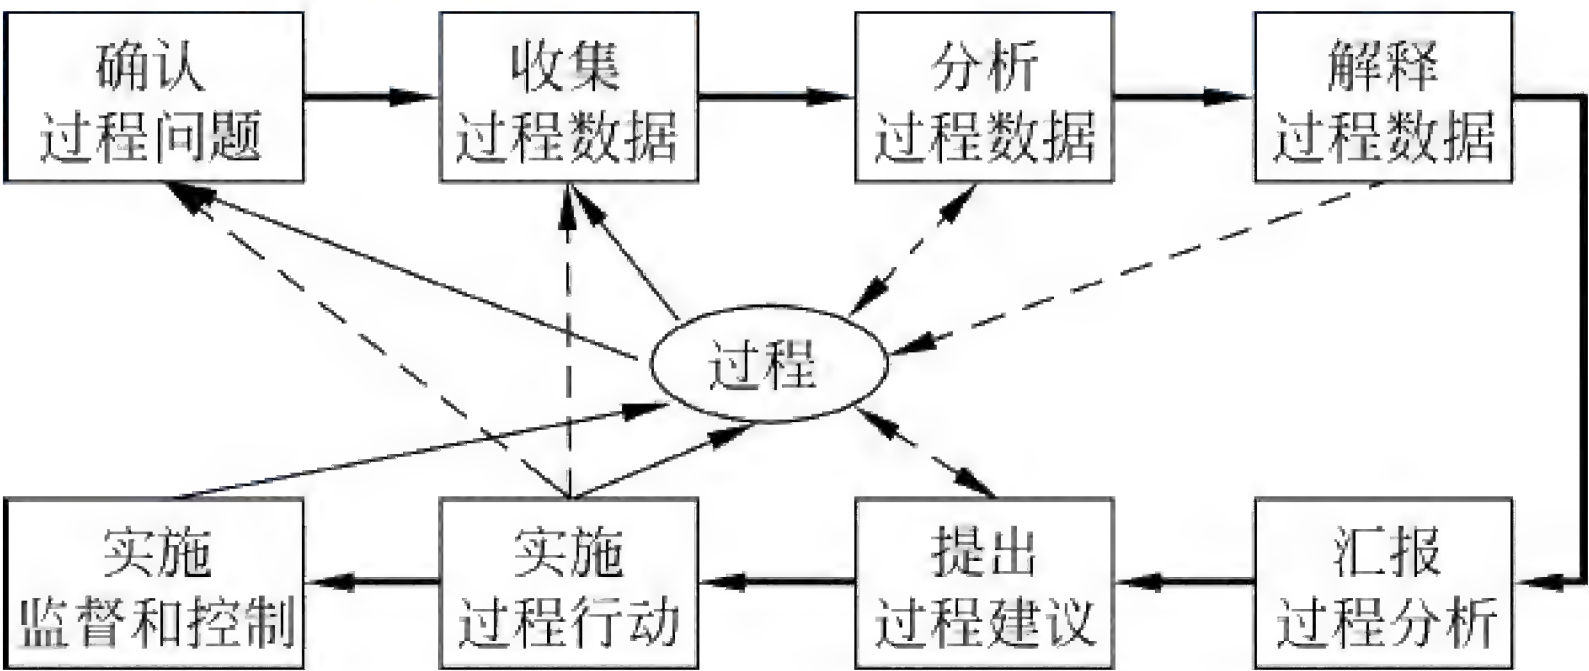 确认
过程问题
收集
过程数据
分析
过程数据
解释
过程数据
过程
实施
监督和控制
实施
过程行动
提出
过程建议
汇报
过程分析